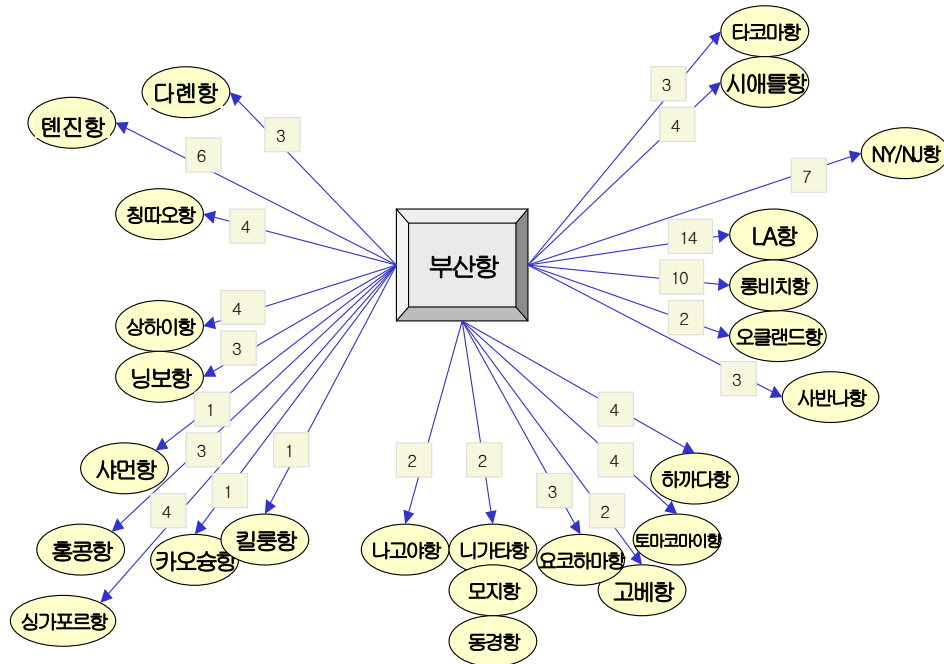 타코마항
3
시애틀항
4
다롄항
3
톈진항
6
NY/NJ항
7
칭따오항
4
LA항
14
부산항
롱비치항
10
상하이항
4
오클랜드항
2
닝보항
3
사반나항
3
샤먼항
1
하까다항
4
홍콩항
3
싱가포르항
4
카오슝항
1
킬룽항
1
나고야항
2
니가타항
2
모지항
동경항
요코하마항
3
고베항
2
토마코마이항
4